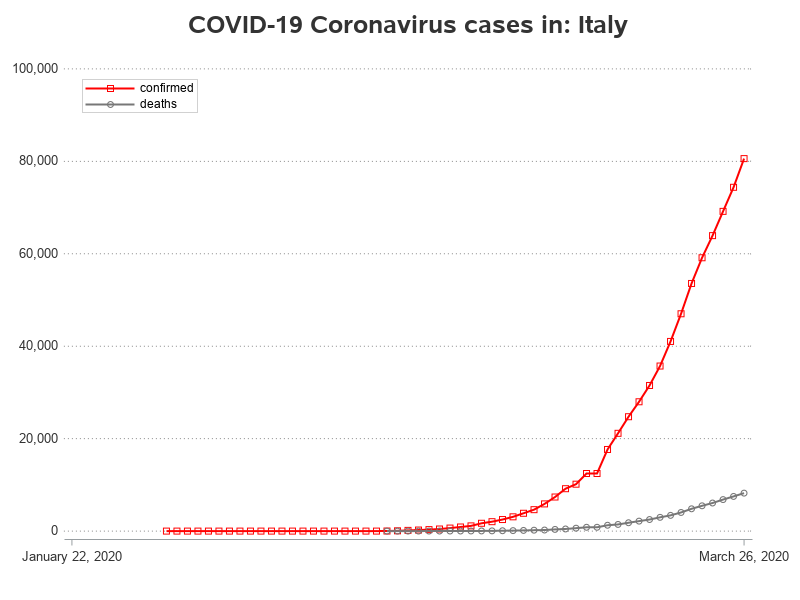 COVID-19 Coronavirus cases in: Italy
100,000
confirmed
deaths
80,000
60,000
40,000
20,000
0
January 22, 2020
March 26, 2020